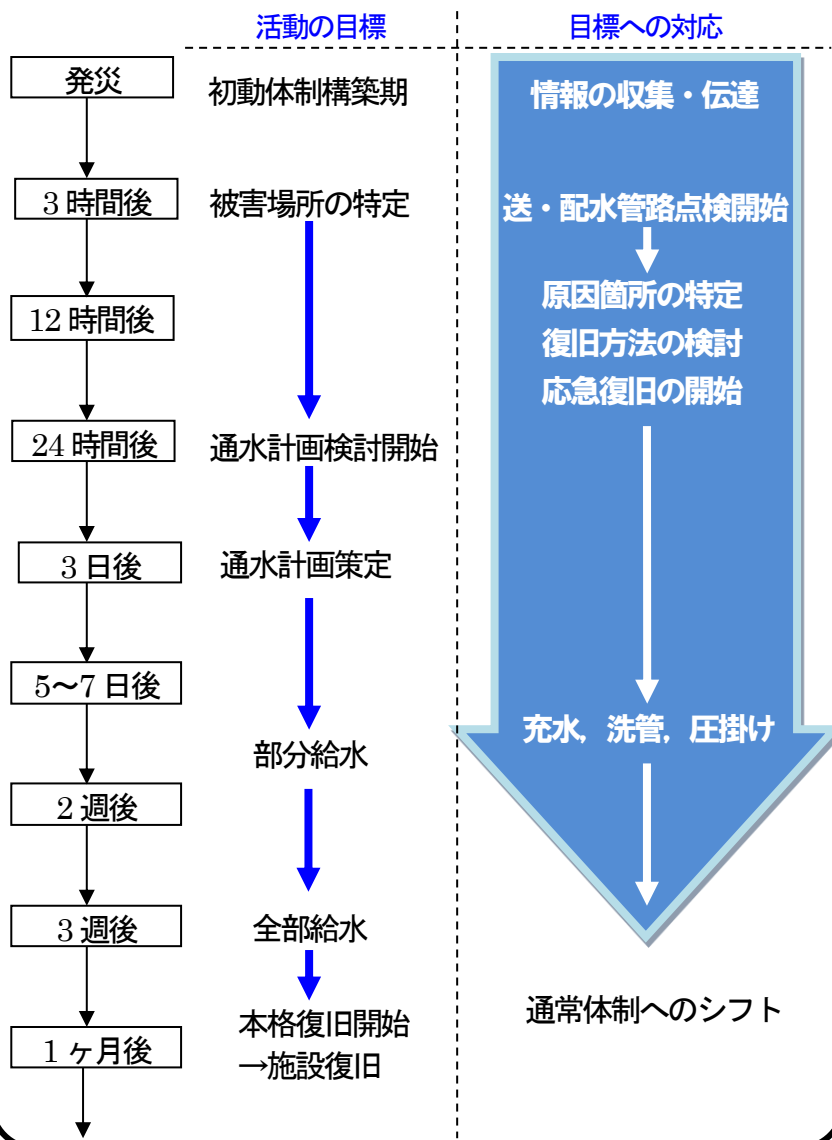 活動の目標
目標への対応
発災
初動体制構築期
情報の収集・伝達
3 時間後
被害場所の特定
送・配水管路点検開始
原因箇所の特定
12 時間後
復旧方法の検討
応急復旧の開始
24 時間後
通水計画検討開始
3 日後
通水計画策定
5～7 日後
充水，洗管，圧掛け
部分給水
2 週後
3 週後
全部給水
通常体制へのシフト
本格復旧開始
1 ヶ月後
→施設復旧